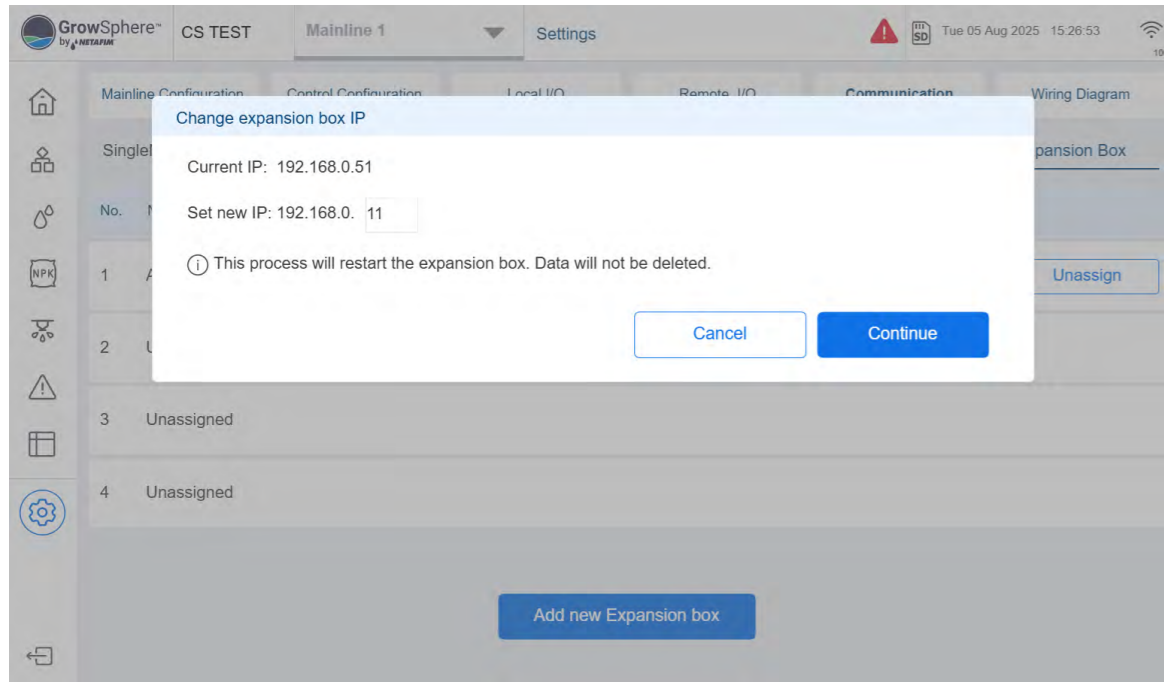 GrowSphere™ CS TEST Mainline 1 Settings SD Tue 05 Aug 2025 15:26:53
by NETAFIM
Mainline Configuration Control Configuration Local I/O Remote I/O Communication Wiring Diagram
Change expansion box IP
Current IP: 192.168.0.51
Set new IP: 192.168.0. 11
This process will restart the expansion box. Data will not be deleted.
Cancel Continue
No.
1 Unassign
2
3 Unassigned
4 Unassigned
NPK
Add new Expansion box